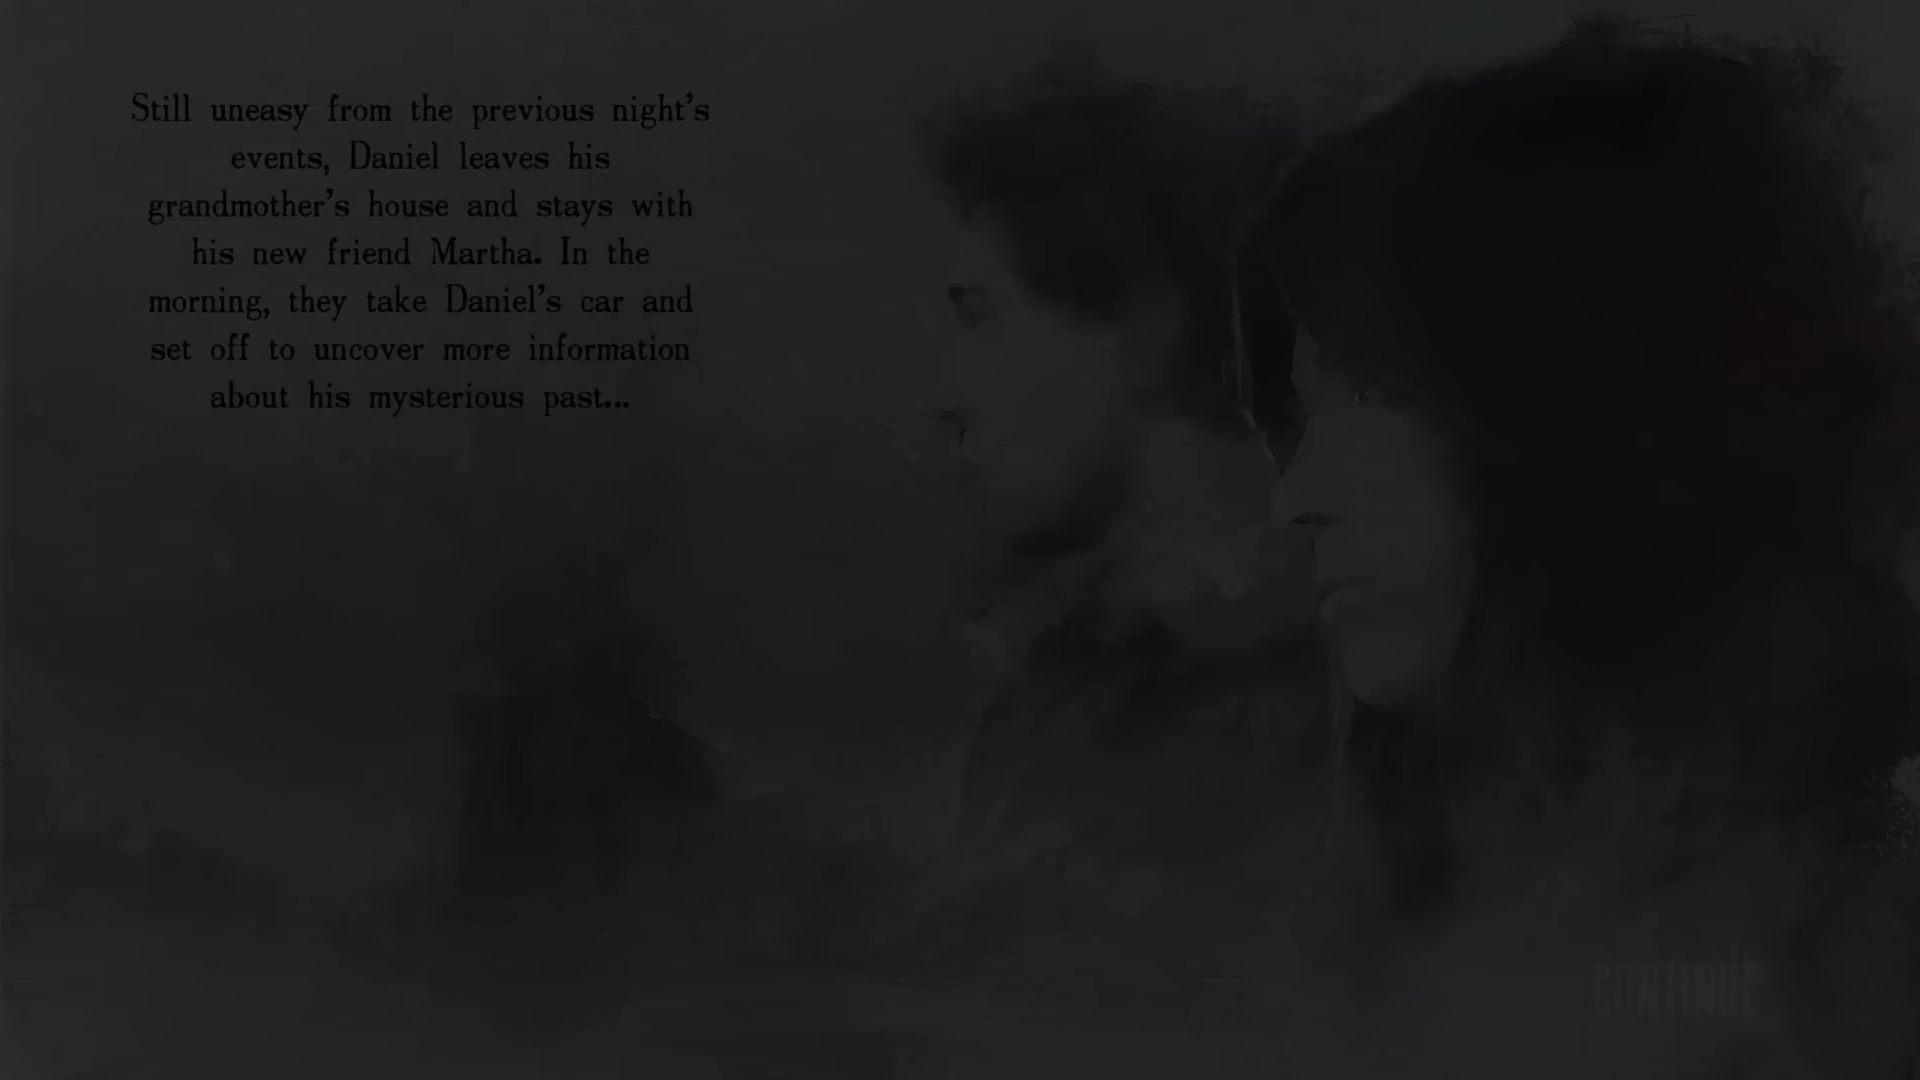 Still uneasy from the previous night's
events, Daniel leaves his
grandmother's house and stays with
his new friend Martha. In the
morning, they take Daniel's car and
set off to uncover more information
about his mysterious past...
CONTINUE